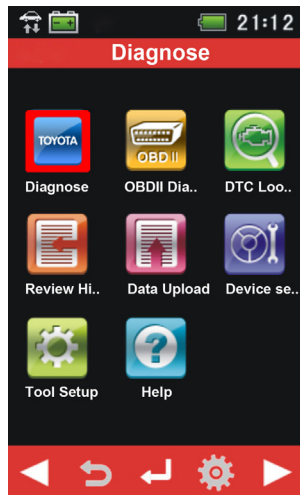 21:12
Diagnose
TOYOTA
OBD II
Diagnose OBDII Dia.. DTC Loo..
Review Hi.. Data Upload Device se..
Tool Setup Help